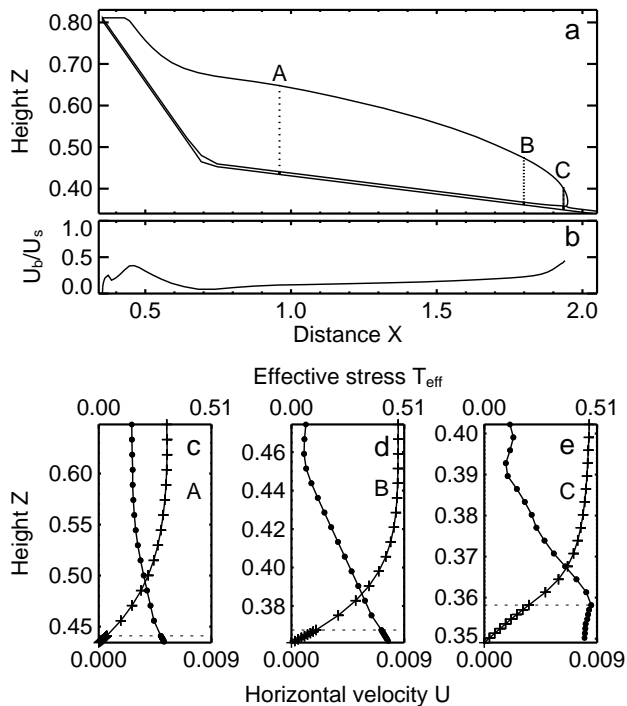 0.80
0.70
0.60
0.50
0.40
Height Z
a
A
B
C
1.0
0.5
0.0
U_b/U_s
b
0.5 1.0 1.5 2.0
Distance X
Effective stress T_eff
0.00 0.51 0.00 0.51 0.00 0.51
Height Z
0.60
0.55
0.50
0.45
c
A
0.46
0.44
0.42
0.40
0.38
d
B
0.40
0.39
0.38
0.37
0.36
0.35
e
C
0.000 0.009 0.000 0.009 0.000 0.009
Horizontal velocity U